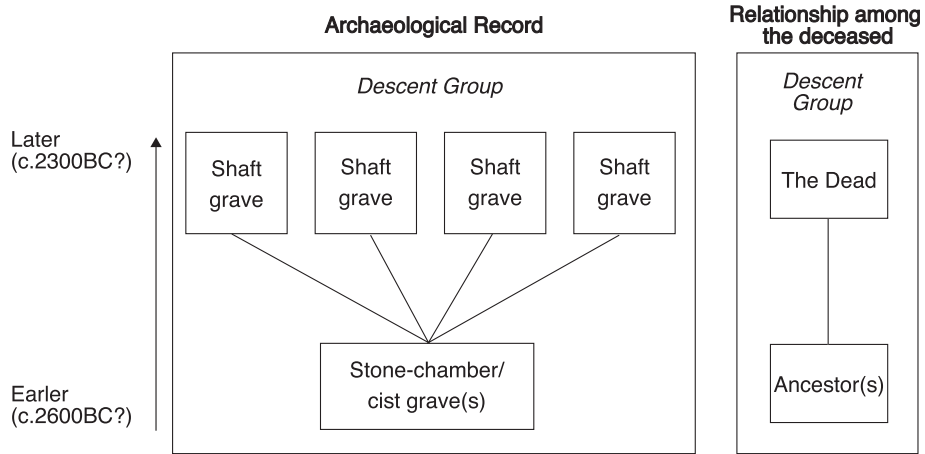 Archaeological Record
Relationship among
the deceased
Descent Group
Descent
Group
Later
(c.2300BC?)
Shaft
grave
Shaft
grave
Shaft
grave
Shaft
grave
The Dead
Stone-chamber/
cist grave(s)
Ancestor(s)
Earler
(c.2600BC?)